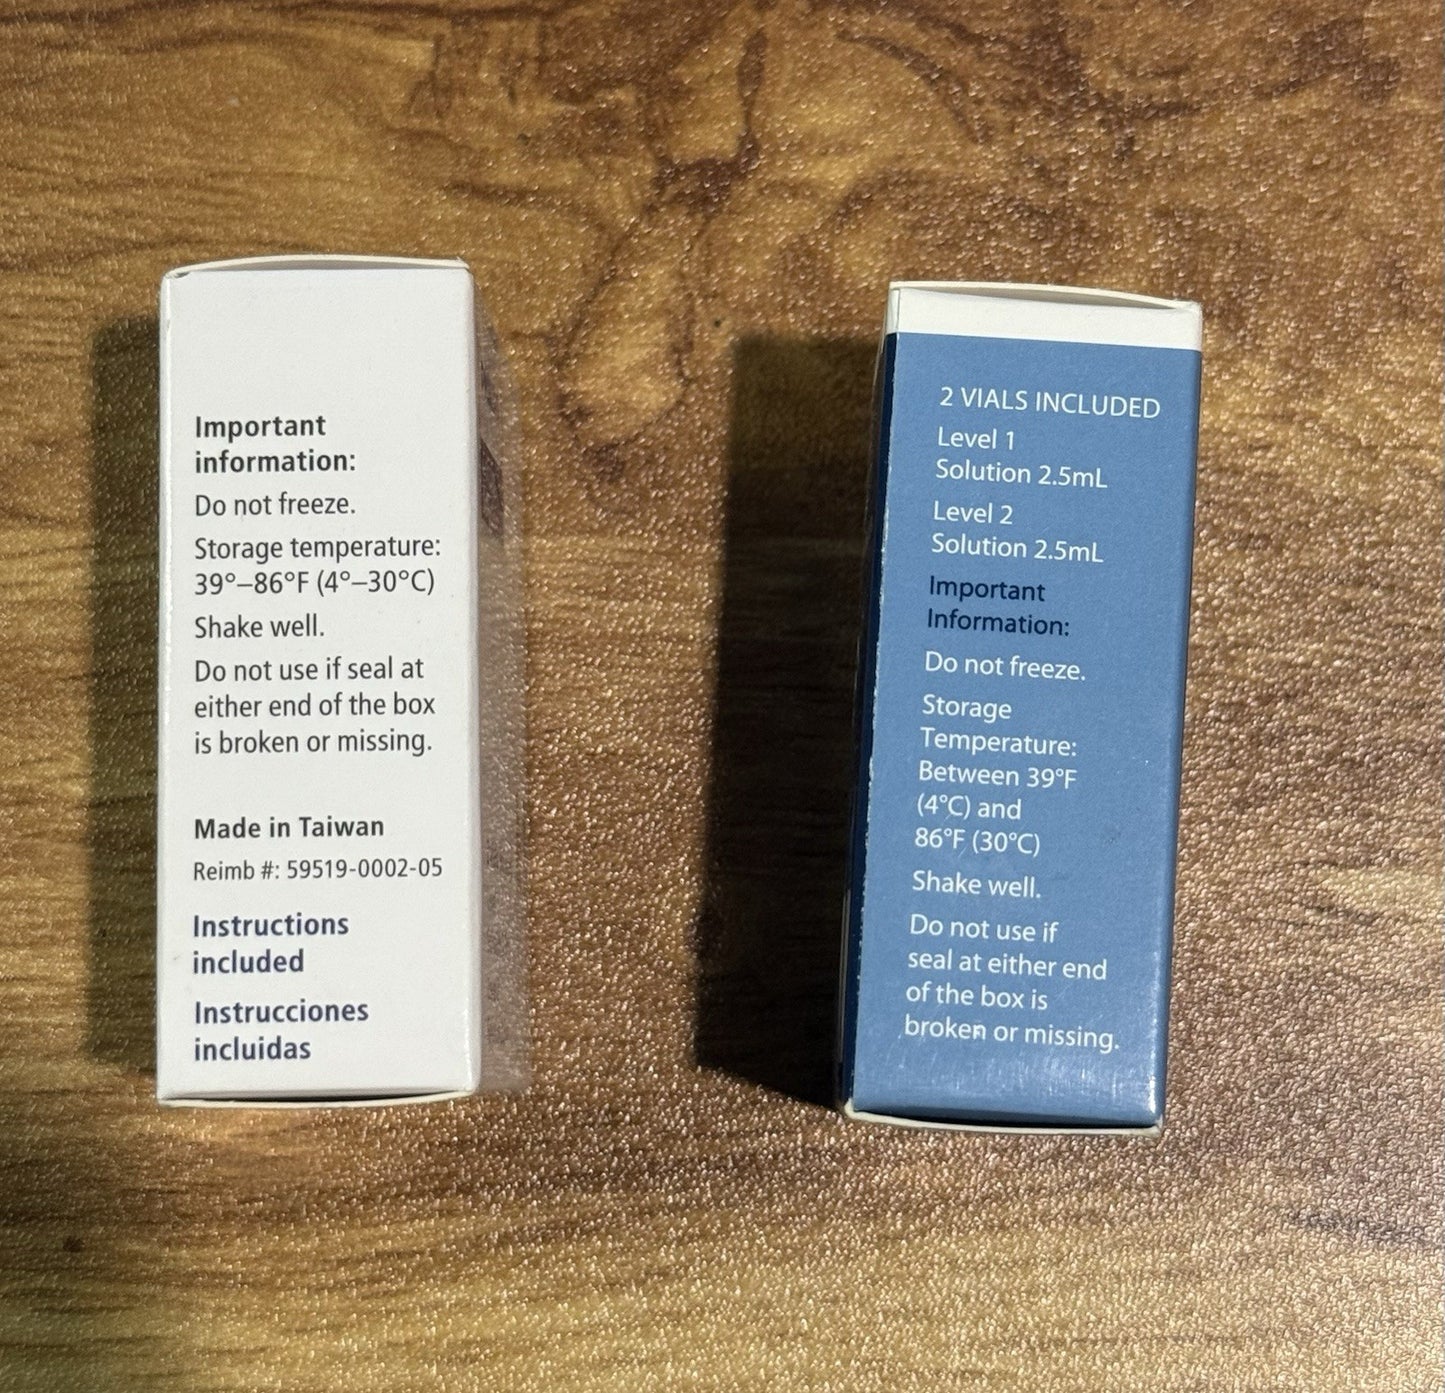 Important
information:
Do not freeze.
Storage temperature:
39°–86°F (4°–30°C)
Shake well.
Do not use if seal at
either end of the box
is broken or missing.
Made in Taiwan
Reimb #: 59519-0002-05
Instructions
included
Instrucciones
incluidas
2 VIALS INCLUDED
Level 1
Solution 2.5mL
Level 2
Solution 2.5mL
Important
Information:
Do not freeze.
Storage
Temperature:
Between 39°F
(4°C) and
86°F (30°C)
Shake well.
Do not use if
seal at either end
of the box is
broken or missing.